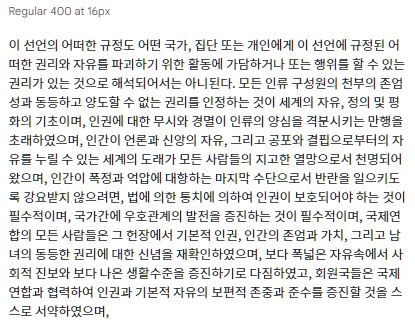 Regular 400 at 16px
이 선언의 어떠한 규정도 어떤 국가, 집단 또는 개인에게 이 선언에 규정된 어
떠한 권리와 자유를 파괴하기 위한 활동에 가담하거나 또는 행위를 할 수 있는
권리가 있는 것으로 해석되어서는 아니된다. 모든 인류 구성원의 천부의 존엄
성과 동등하고 양도할 수 없는 권리를 인정하는 것이 세계의 자유, 정의 및 평
화의 기초이며, 인권에 대한 무시와 경멸이 인류의 양심을 격분시키는 만행을
초래하였으며, 인간이 언론과 신앙의 자유, 그리고 공포와 결핍으로부터의 자
유를 누릴 수 있는 세계의 도래가 모든 사람들의 지고한 열망으로서 천명되어
왔으며, 인간이 폭정과 억압에 대항하는 마지막 수단으로서 반란을 일으키도
록 강요받지 않으려면, 법에 의한 통치에 의하여 인권이 보호되어야 하는 것이
필수적이며, 국가간에 우호관계의 발전을 증진하는 것이 필수적이며, 국제연
합의 모든 사람들은 그 헌장에서 기본적 인권, 인간의 존엄과 가치, 그리고 남
녀의 동등한 권리에 대한 신념을 재확인하였으며, 보다 폭넓은 자유속에서 사
회적 진보와 보다 나은 생활수준을 증진하기로 다짐하였고, 회원국들은 국제
연합과 협력하여 인권과 기본적 자유의 보편적 존중과 준수를 증진할 것을 스
스로 서약하였으며,